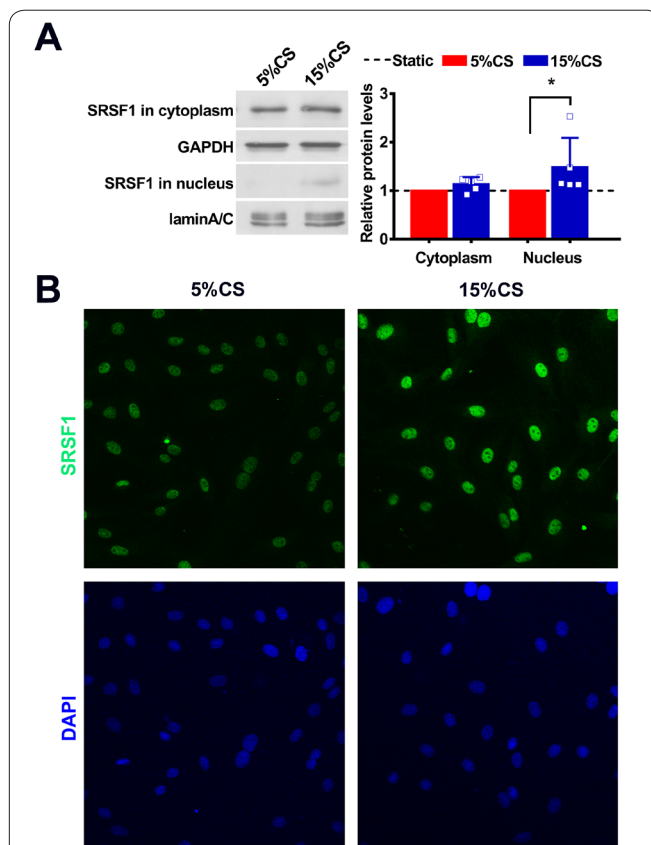 A
5%CS
15%CS
SRSF1 in cytoplasm
GAPDH
SRSF1 in nucleus
laminA/C
Static
5%CS
15%CS
Relative protein levels
3
2
1
0
*
Cytoplasm
Nucleus
B
5%CS
15%CS
SRSF1
DAPI